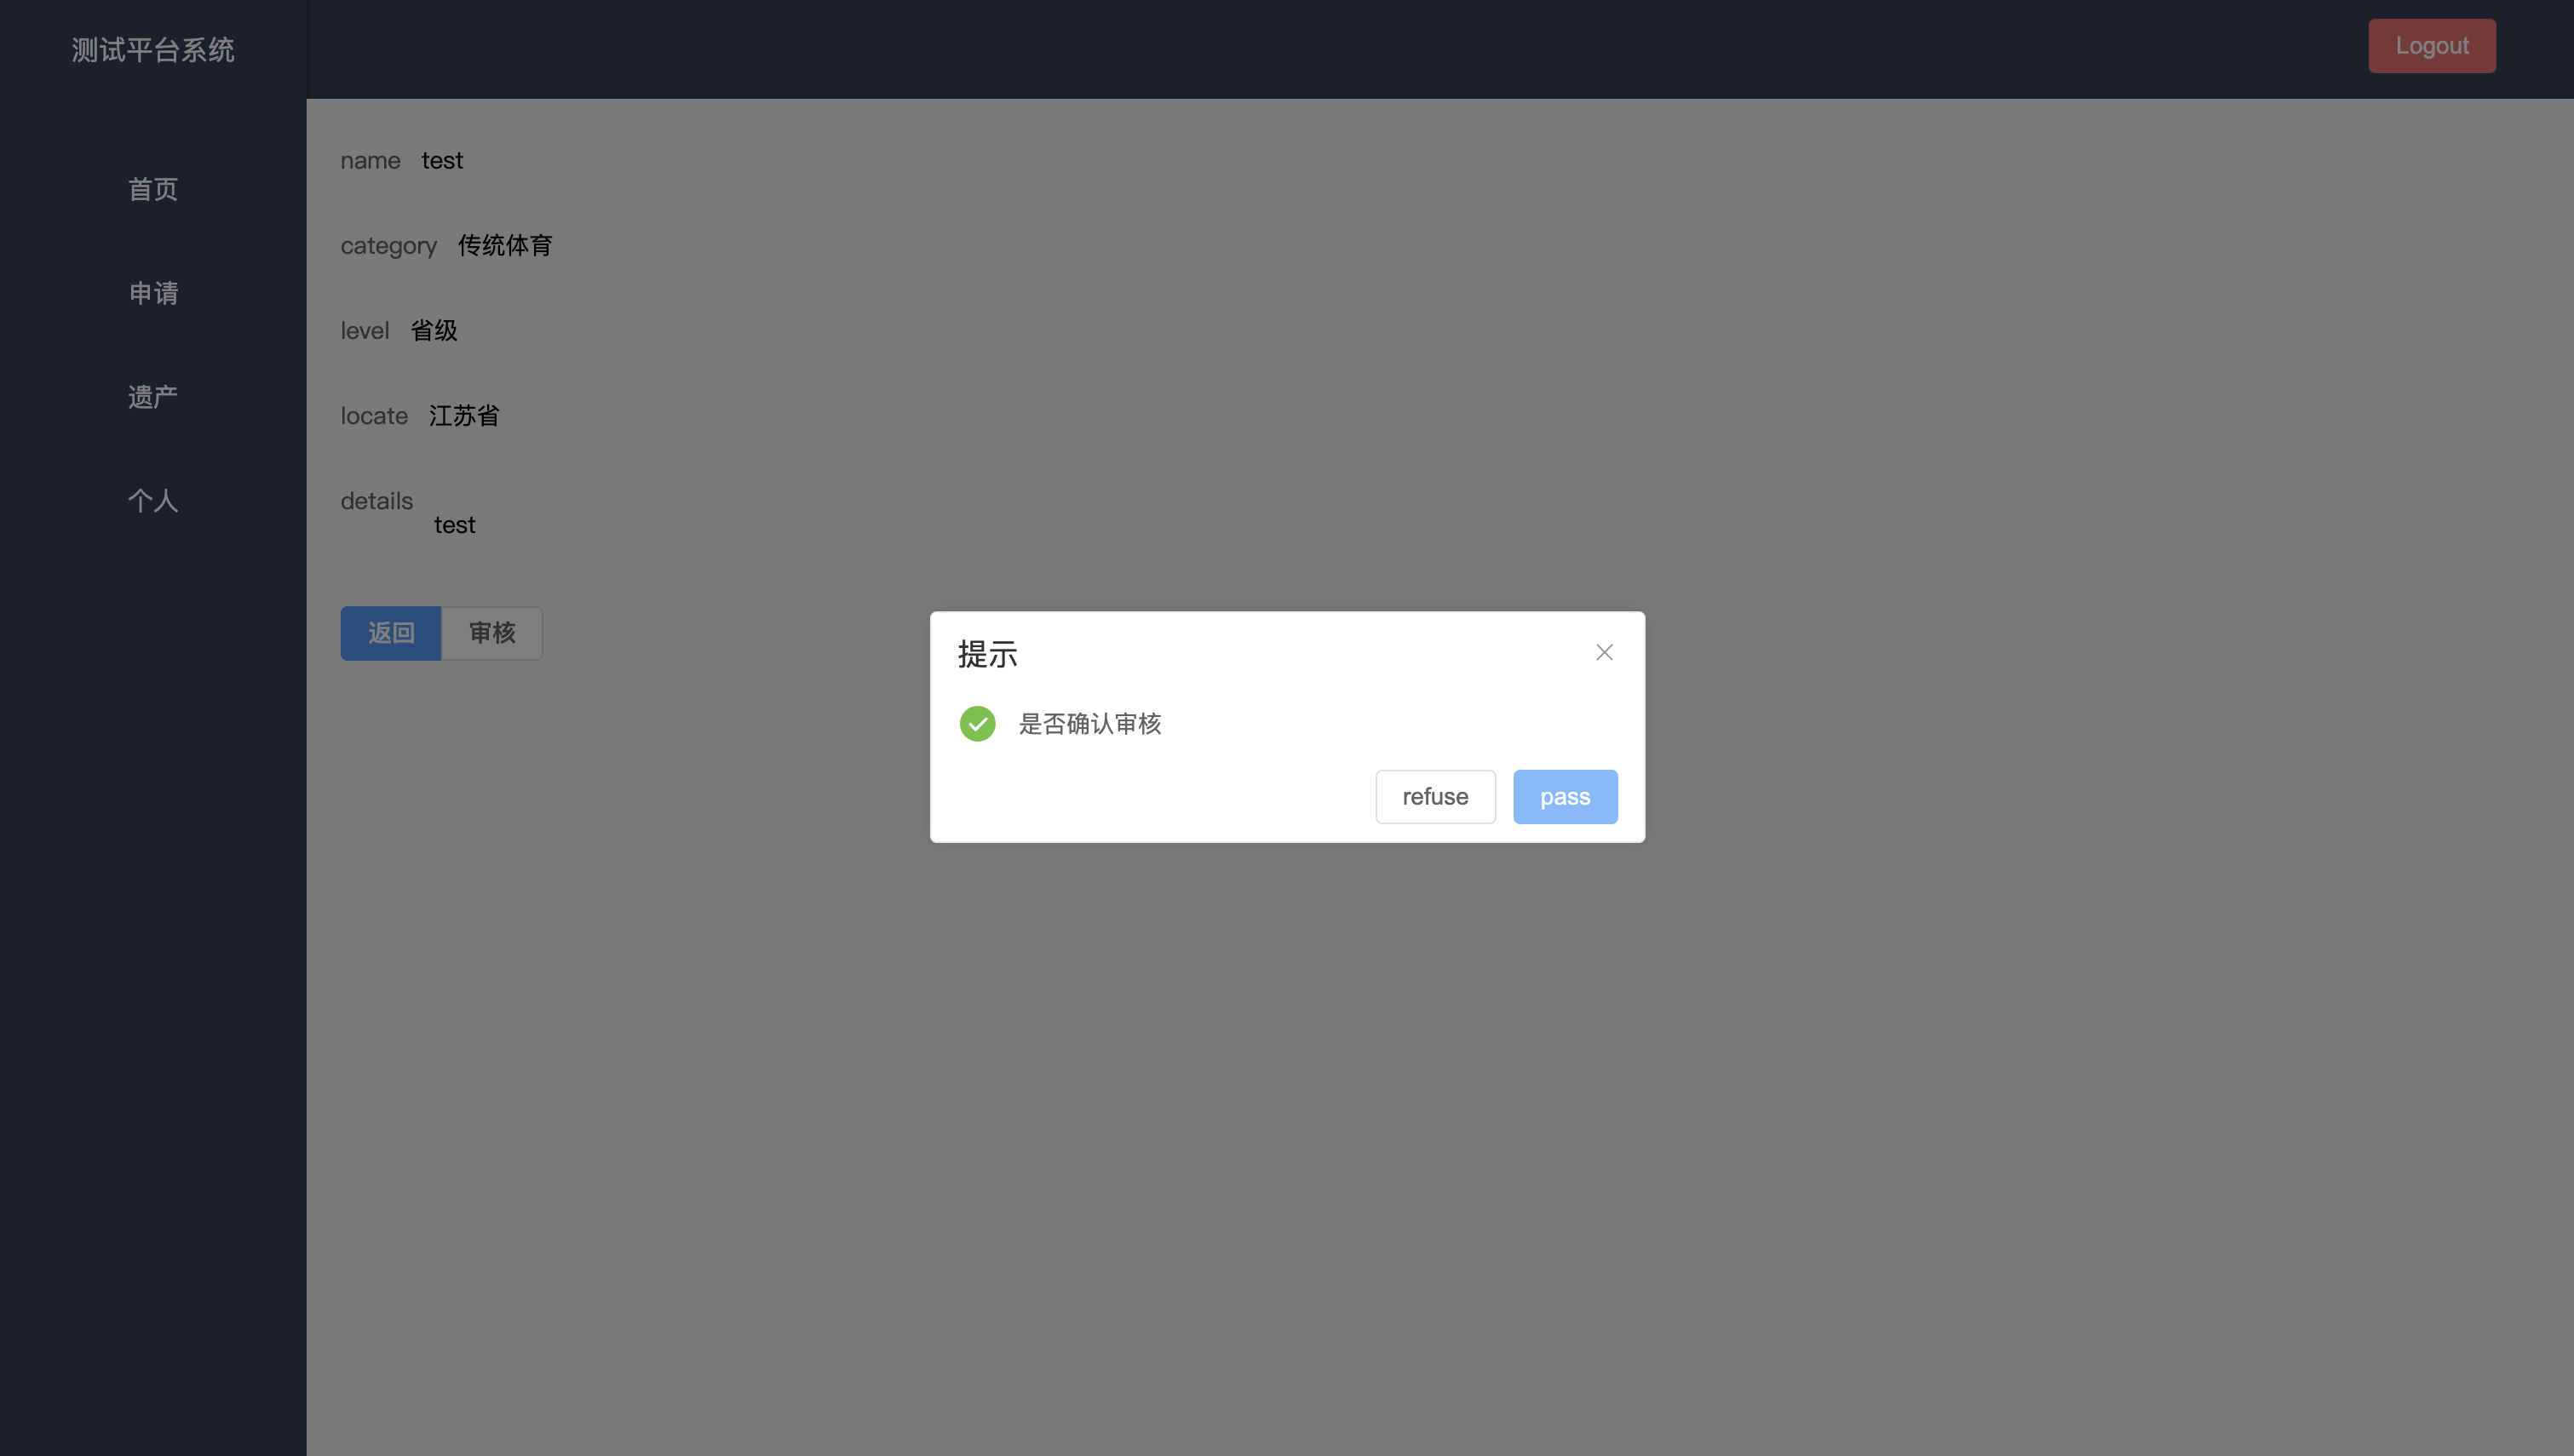 测试平台系统
Logout
首页
申请
遗产
个人
name test
category 传统体育
level 省级
locate 江苏省
details
test
返回 审核
提示
是否确认审核
refuse pass